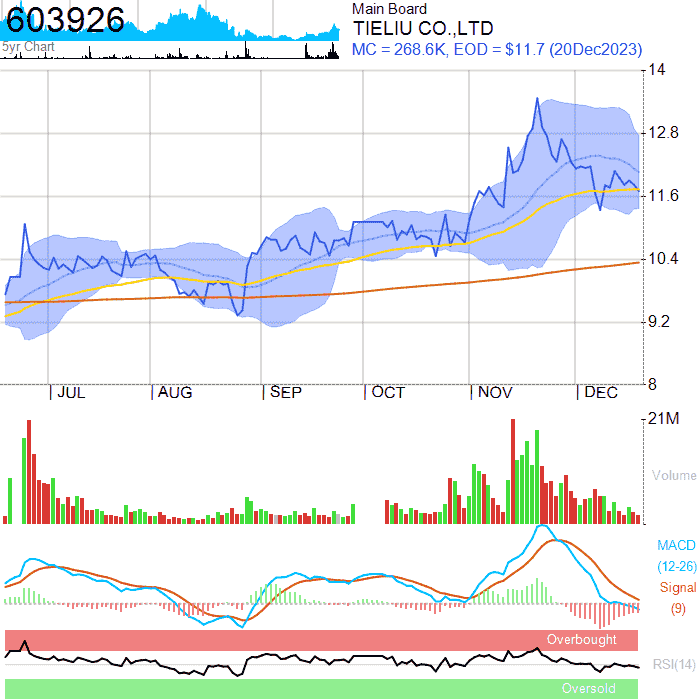 603926
5yr Chart
Main Board
TIELIU CO.,LTD
MC = 268.6K, EOD = $11.7 (20Dec2023)
14
12.8
11.6
10.4
9.2
8
| JUL | AUG | SEP | OCT | NOV | DEC
21M
Volume
MACD
(12-26)
Signal
(9)
Overbought
RSI(14)
Oversold